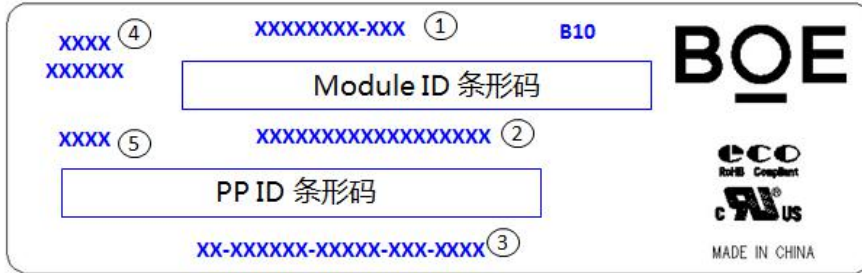 XXXX ④ XXXXXXXX-XXX ① B10
XXXXXX
Module ID 条形码
BOE
XXXX ⑤ XXXXXXXXXXXXXXXXXX ②
PP ID 条形码
XX-XXXXXX-XXXXX-XXX-XXXX ③
eco
RoHS Compliant
c RU US
MADE IN CHINA